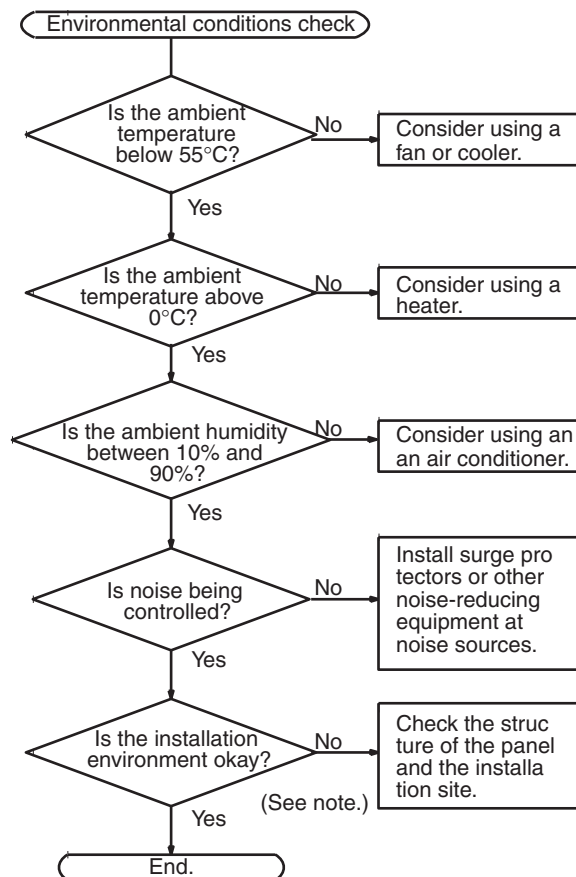 Environmental conditions check
Is the ambient
temperature
below 55°C?
No
Consider using a
fan or cooler.
Yes
Is the ambient
temperature above
0°C?
No
Consider using a
heater.
Yes
Is the ambient humidity
between 10% and
90%?
No
Consider using an
an air conditioner.
Yes
Is noise being
controlled?
No
Install surge pro
tectors or other
noise-reducing
equipment at
noise sources.
Yes
Is the installation
environment okay?
No
Check the struc
ture of the panel
and the installa
tion site.
(See note.)
Yes
End.